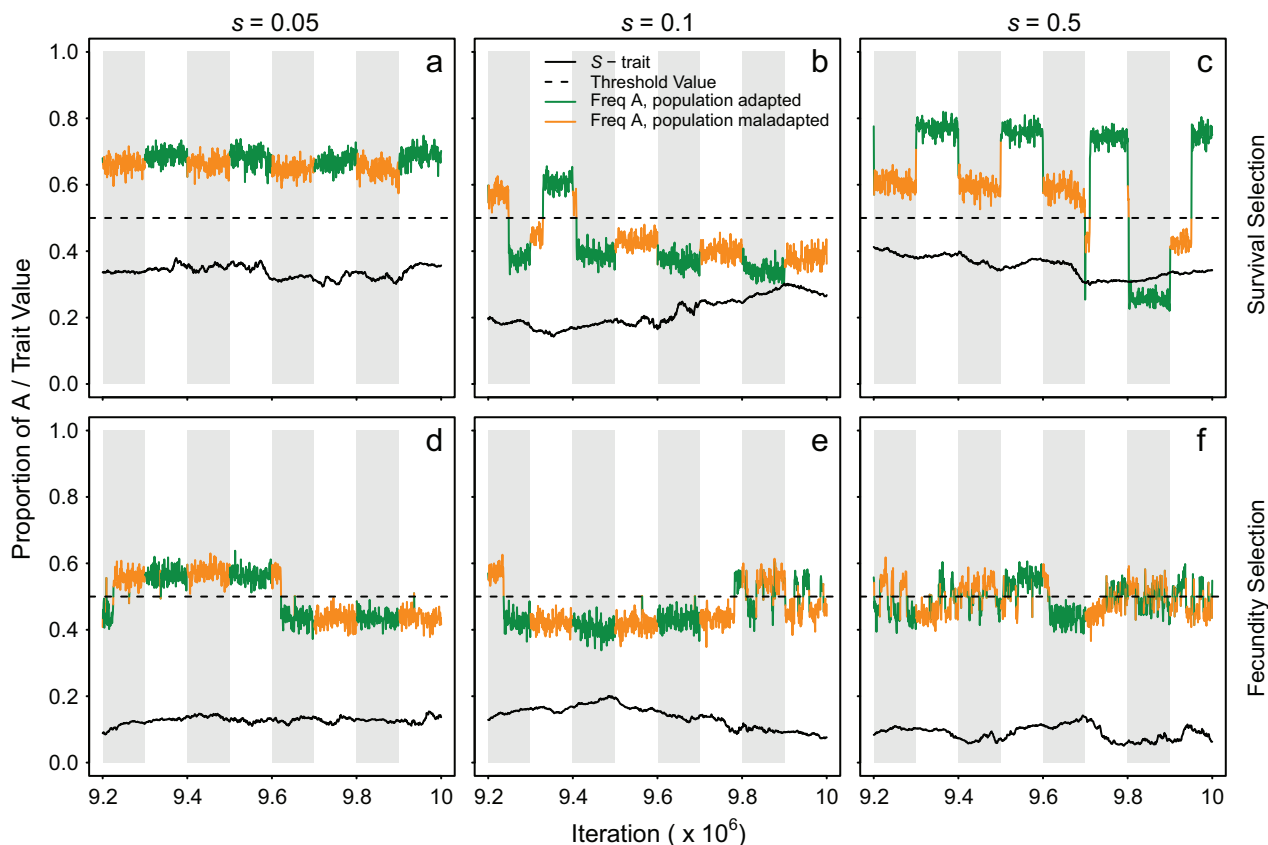 s = 0.05
s = 0.1
s = 0.5
Proportion of A / Trait Value
1.0
0.8
0.6
0.4
0.2
0.0
a
b
S − trait
Threshold Value
Freq A, population adapted
Freq A, population maladapted
c
Survival Selection
1.0
0.8
0.6
0.4
0.2
0.0
d
e
f
Fecundity Selection
9.2 9.4 9.6 9.8 10
9.2 9.4 9.6 9.8 10
9.2 9.4 9.6 9.8 10
Iteration ( x 10⁶)